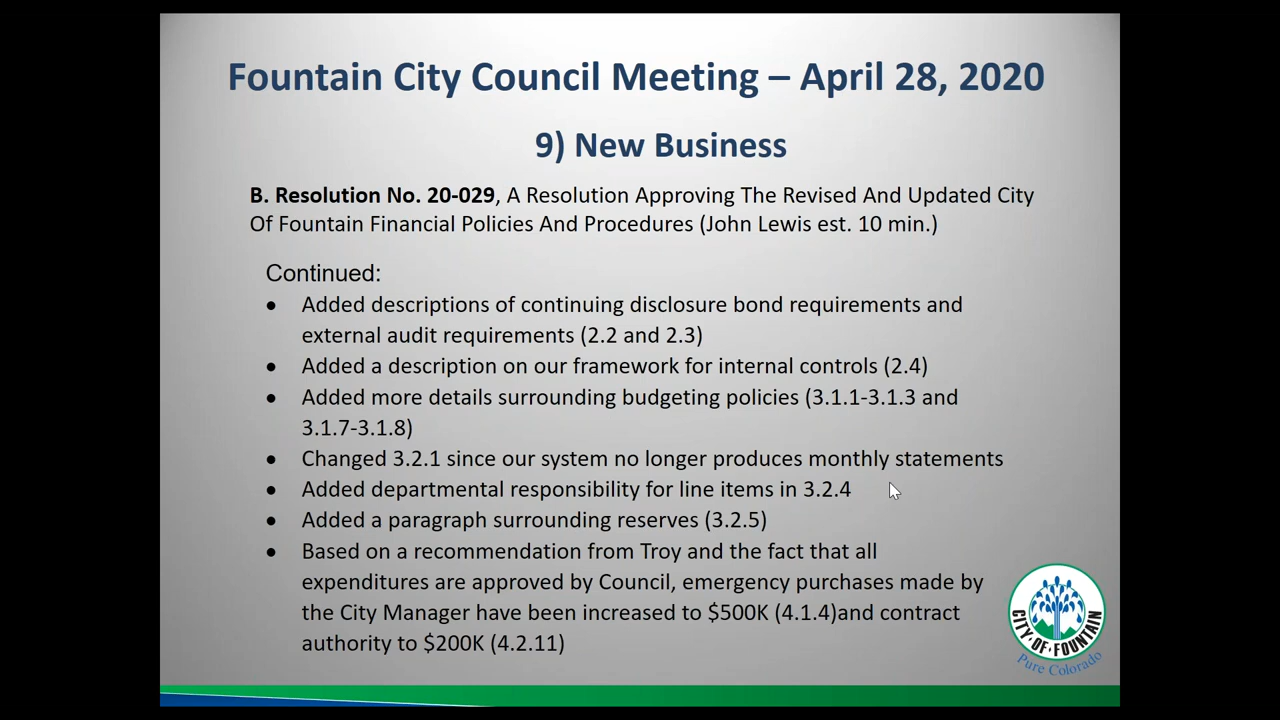 Fountain City Council Meeting – April 28, 2020
9) New Business
B. Resolution No. 20-029, A Resolution Approving The Revised And Updated City
Of Fountain Financial Policies And Procedures (John Lewis est. 10 min.)
Continued:
• Added descriptions of continuing disclosure bond requirements and
external audit requirements (2.2 and 2.3)
• Added a description on our framework for internal controls (2.4)
• Added more details surrounding budgeting policies (3.1.1-3.1.3 and
3.1.7-3.1.8)
• Changed 3.2.1 since our system no longer produces monthly statements
• Added departmental responsibility for line items in 3.2.4
• Added a paragraph surrounding reserves (3.2.5)
• Based on a recommendation from Troy and the fact that all
expenditures are approved by Council, emergency purchases made by
the City Manager have been increased to $500K (4.1.4)and contract
authority to $200K (4.2.11)
CITY·OF·FOUNTAIN
Pure Colorado